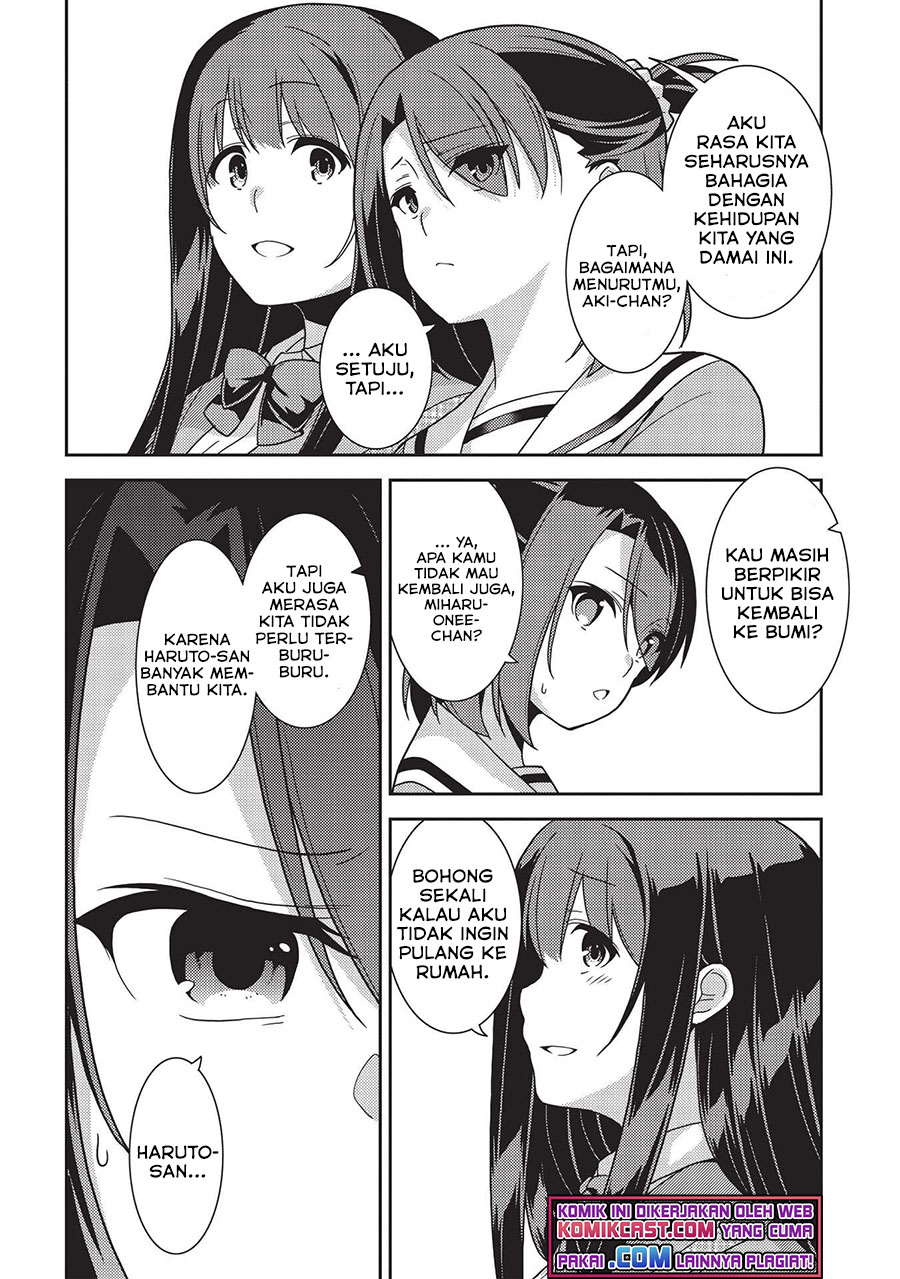 AKU
RASA KITA
SEHARUSNYA
BAHAGIA
DENGAN
KEHIDUPAN
KITA YANG
DAMAI INI.
TAPI,
BAGAIMANA
MENURUTMU,
AKI-CHAN?
... AKU
SETUJU,
TAPI...
KAU MASIH
BERPIKIR
UNTUK BISA
KEMBALI
KE BUMI?
... YA,
APA KAMU
TIDAK MAU
KEMBALI JUGA,
MIHARU-
ONEE-
CHAN?
BOHONG
SEKALI
KALAU AKU
TIDAK INGIN
PULANG KE
RUMAH.
TAPI
AKU JUGA
MERASA
KITA TIDAK
PERLU TER-
BURU-
BURU.
KARENA
HARUTO-SAN
BANYAK MEM-
BANTU KITA.
HARUTO-
SAN...
KOMIK INI DIKERJAKAN OLEH WEB
KOMIKCAST.COM YANG CUMA
PAKAI .COM LAINNYA PLAGIAT!